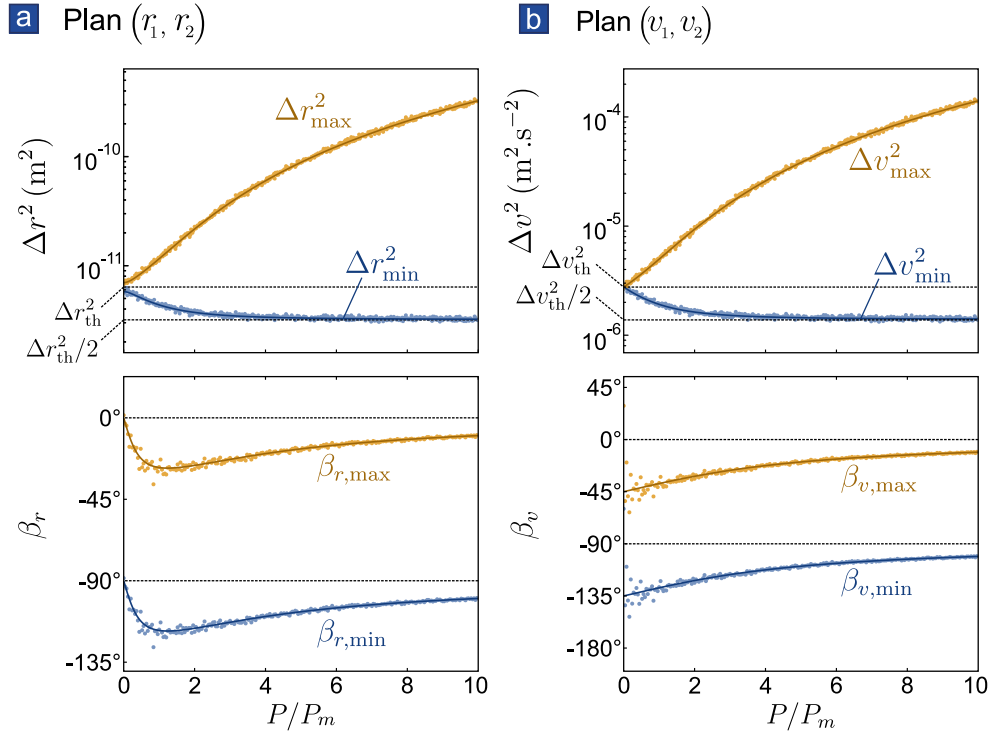 a Plan (r₁, r₂)
Δr² (m²)
10⁻¹⁰
10⁻¹¹
Δr²ₜₕ
Δr²ₜₕ/2
Δr²ₘₐₓ
Δr²ₘᵢₙ
βᵣ
0°
-45°
-90°
-135°
βᵣ,ₘₐₓ
βᵣ,ₘᵢₙ
0 2 4 6 8 10
P/Pₘ
b Plan (v₁, v₂)
Δv² (m².s⁻²)
10⁻⁴
10⁻⁵
Δv²ₜₕ
Δv²ₜₕ/2
10⁻⁶
Δv²ₘₐₓ
Δv²ₘᵢₙ
βᵥ
45°
0°
-45°
-90°
-135°
-180°
βᵥ,ₘₐₓ
βᵥ,ₘᵢₙ
0 2 4 6 8 10
P/Pₘ